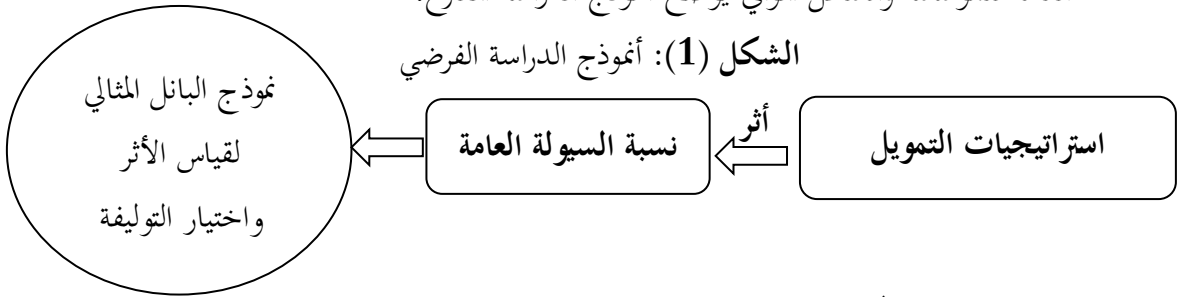 الشكل (1): أنموذج الدراسة الفرضي
استراتيجيات التمويل
أثر
نسبة السيولة العامة
نموذج البانل المثالي
لقياس الأثر
واختيار التوليفة